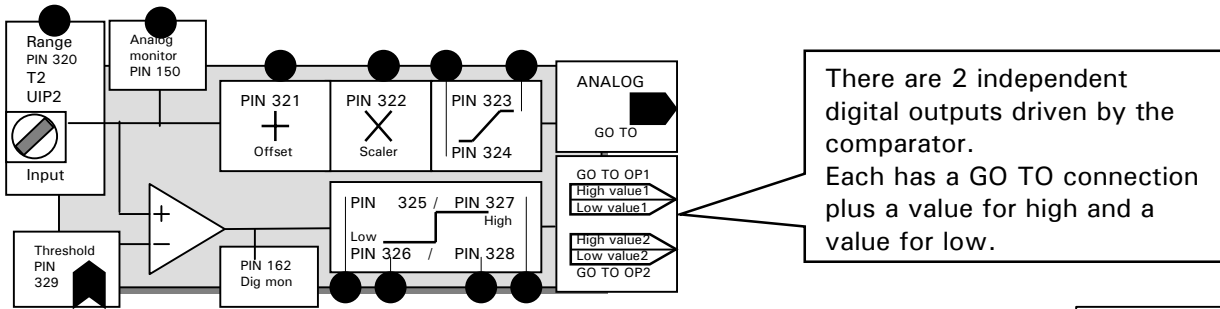 Range
PIN 320
T2
UIP2
Input
Analog
monitor
PIN 150
PIN 321
+
Offset
PIN 322
X
Scaler
PIN 323
PIN 324
ANALOG
GO TO
Threshold
PIN
329
+
−
PIN 162
Dig mon
PIN 325 / PIN 327
High
Low
PIN 326 / PIN 328
GO TO OP1
High value1
Low value1
High value2
Low value2
GO TO OP2
There are 2 independent
digital outputs driven by the
comparator.
Each has a GO TO connection
plus a value for high and a
value for low.